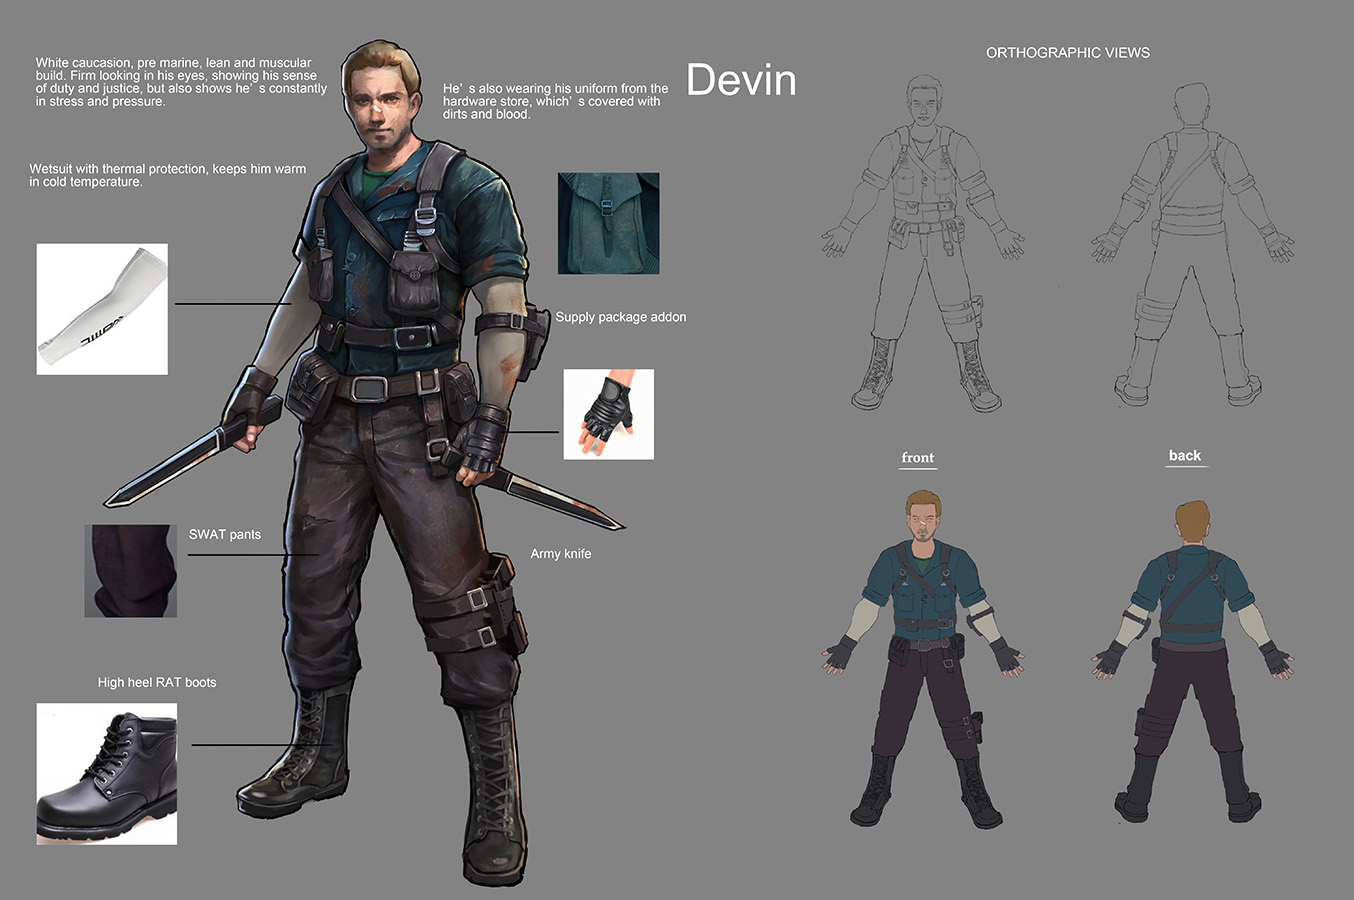 White caucasion, pre marine, lean and muscular
build. Firm looking in his eyes, showing his sense
of duty and justice, but also shows he’ s constantly
in stress and pressure.
He’ s also wearing his uniform from the
hardware store, which’ s covered with
dirts and blood.
Devin
ORTHOGRAPHIC VIEWS
Wetsuit with thermal protection, keeps him warm
in cold temperature.
Supply package addon
front
back
SWAT pants
Army knife
High heel RAT boots